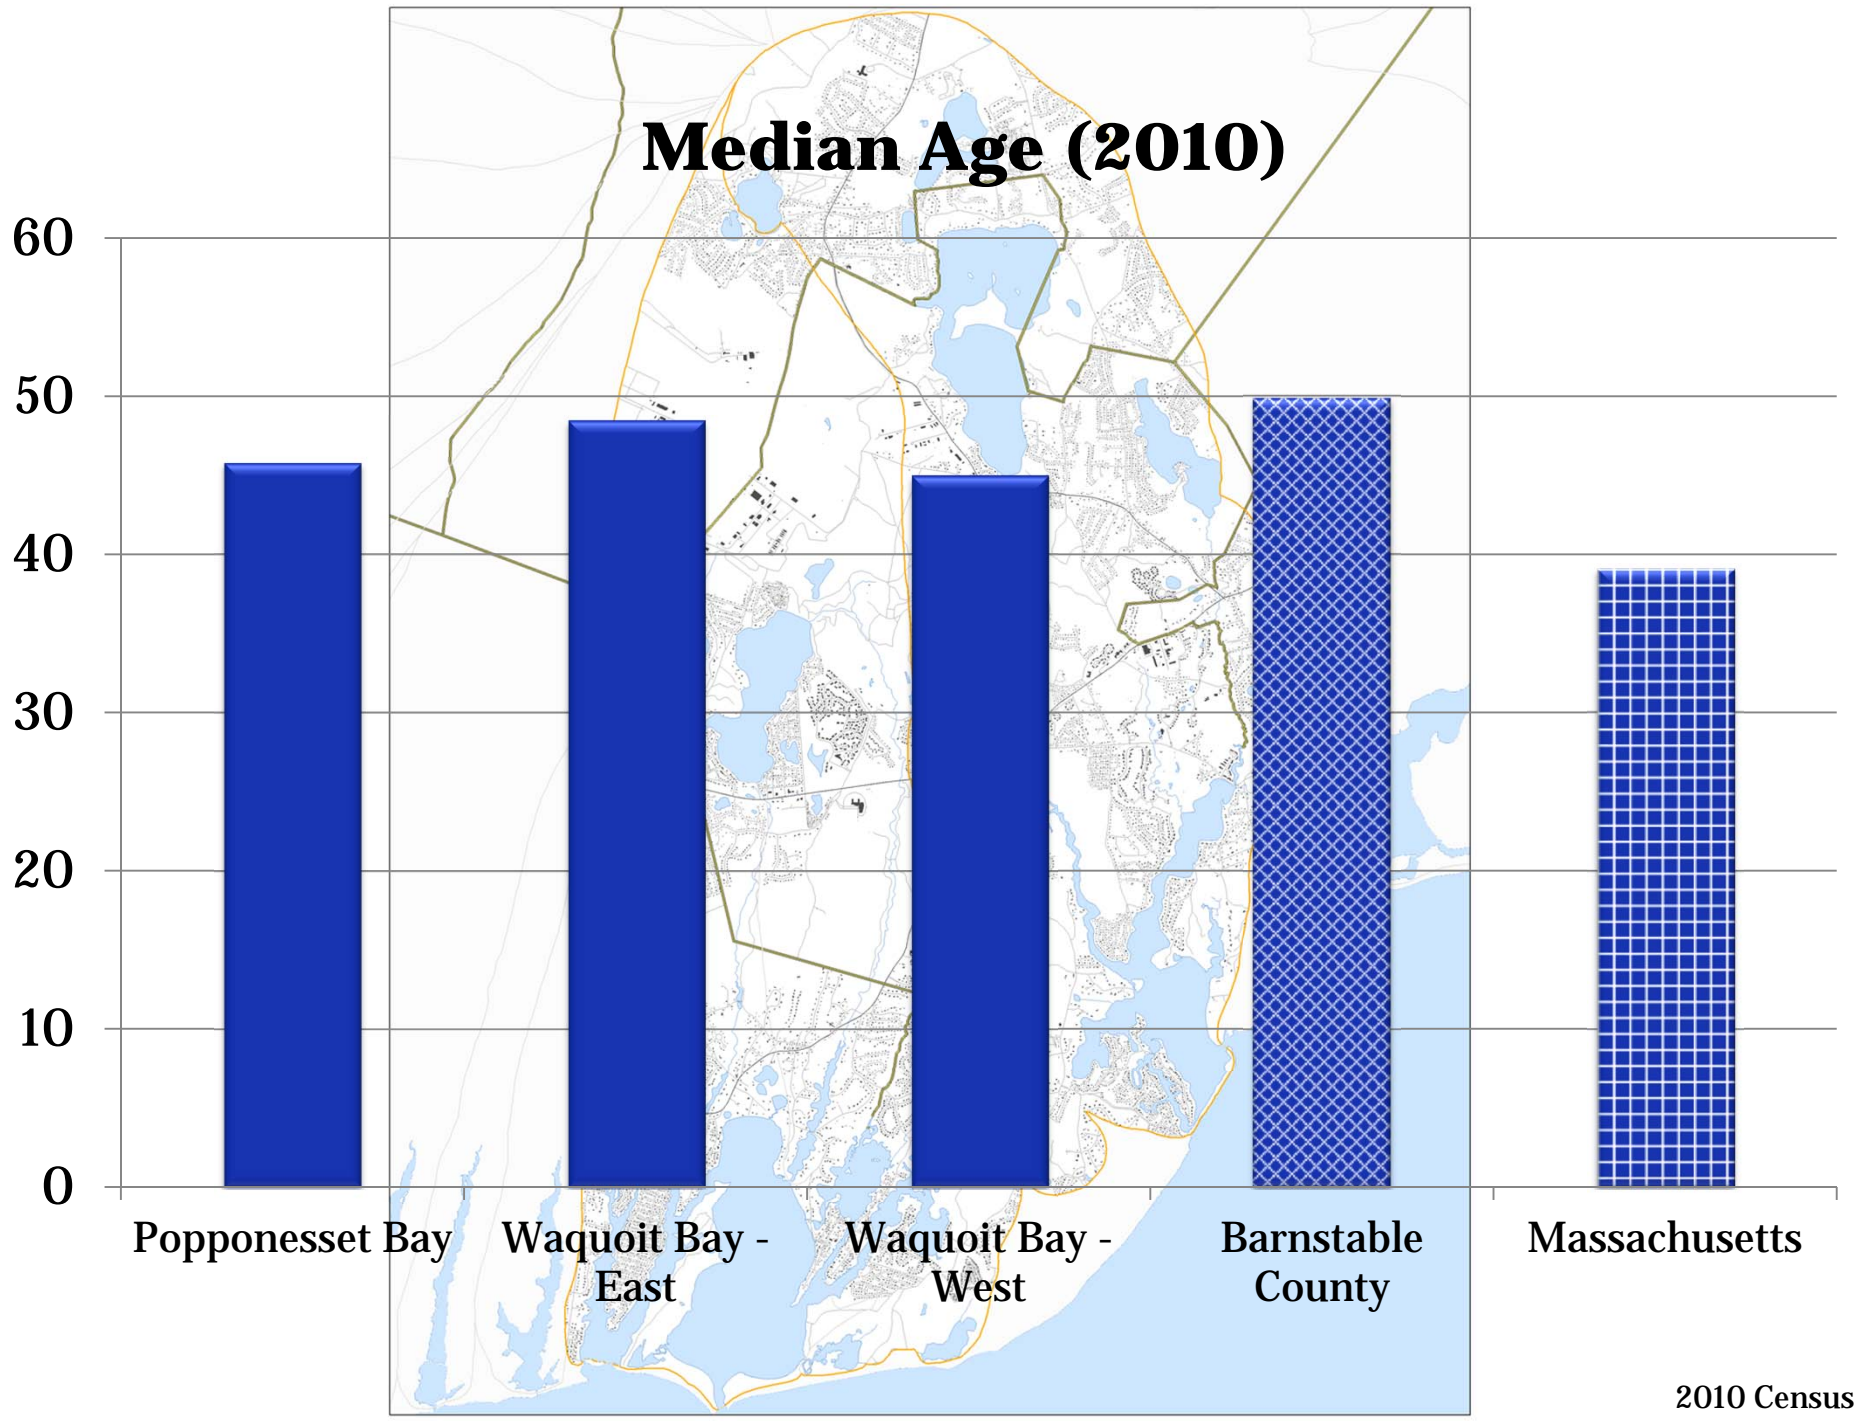 Median Age (2010)
60
50
40
30
20
10
0
Popponesset Bay
Waquoit Bay -
East
Waquoit Bay -
West
Barnstable
County
Massachusetts
2010 Census